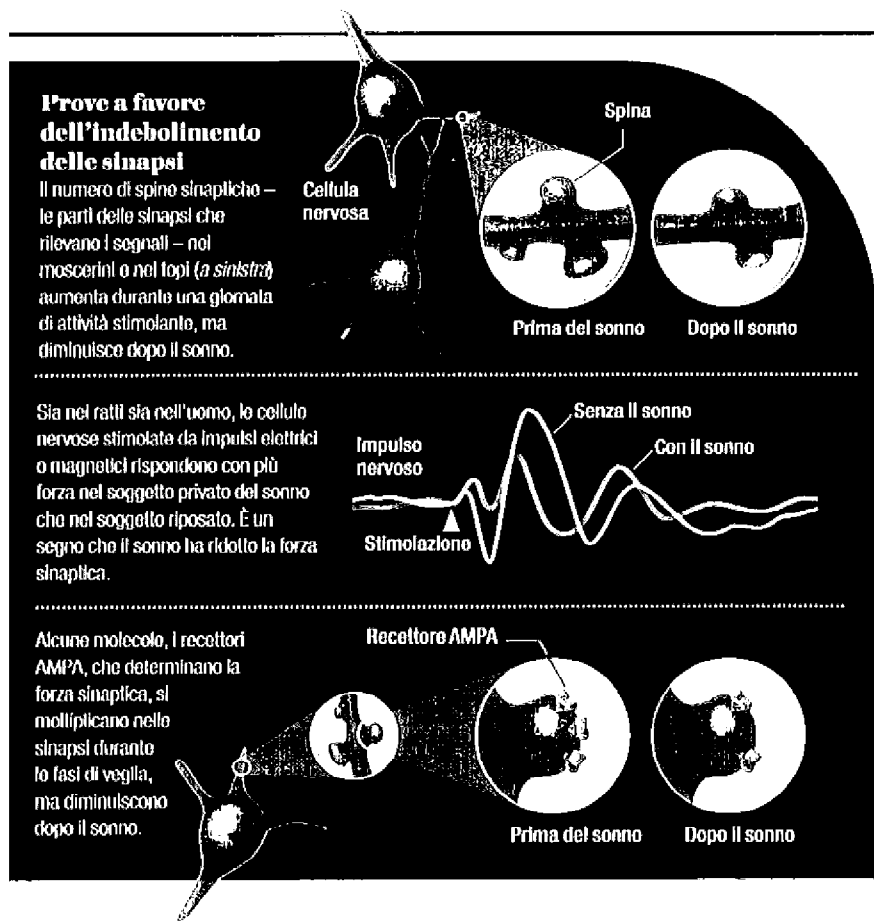 Prove a favore
dell'indebolimento
delle sinapsi
Il numero di spine sinaptiche –
le parti delle sinapsi che
rilevano i segnali – nei
moscerini e nei topi (a sinistra)
aumenta durante una giornata
di attività stimolante, ma
diminuisce dopo il sonno.
Cellula
nervosa
Spina
Prima del sonno
Dopo il sonno
Sia nei ratti sia nell'uomo, le cellule
nervose stimolate da impulsi elettrici
o magnetici rispondono con più
forza nel soggetto privato del sonno
che nel soggetto riposato. È un
segno che il sonno ha ridotto la forza
sinaptica.
Impulso
nervoso
Stimolazione
Senza il sonno
Con il sonno
Alcune molecole, i recettori
AMPA, che determinano la
forza sinaptica, si
moltiplicano nelle
sinapsi durante
le fasi di veglia,
ma diminuiscono
dopo il sonno.
Recettore AMPA
Prima del sonno
Dopo il sonno